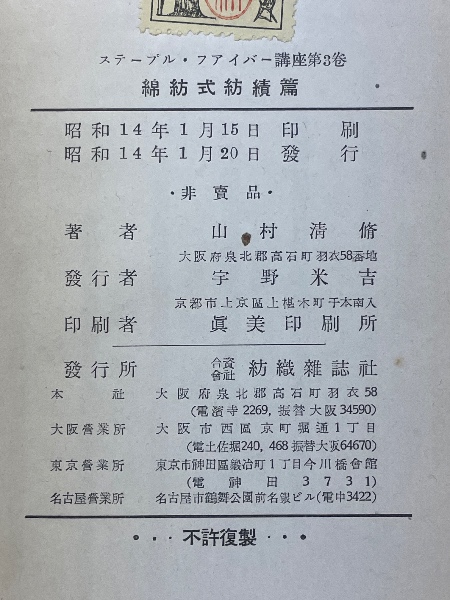 ステープル・フアイバー講座第3卷
綿紡式紡績篇
昭和14年1月15日 印刷
昭和14年1月20日 發行
・非賣品・
著者 山村清脩
大阪府泉北郡高石町羽衣58番地
發行者 宇野米吉
京都市上京區上椹木町千本南入
印刷者 眞美印刷所
發行所 合資會社 紡織雜誌社
本社 大阪府泉北郡高石町羽衣58
(電濱寺2269, 振替大阪34590)
大阪營業所 大阪市西區京町堀通1丁目
(電土佐堀240, 468 振替大阪64670)
東京營業所 東京市神田區鍛冶町1丁目今川橋會館
(電神田3731)
名古屋營業所 名古屋市鶴舞公園前名銀ビル(電中3422)
・・・不許復製・・・